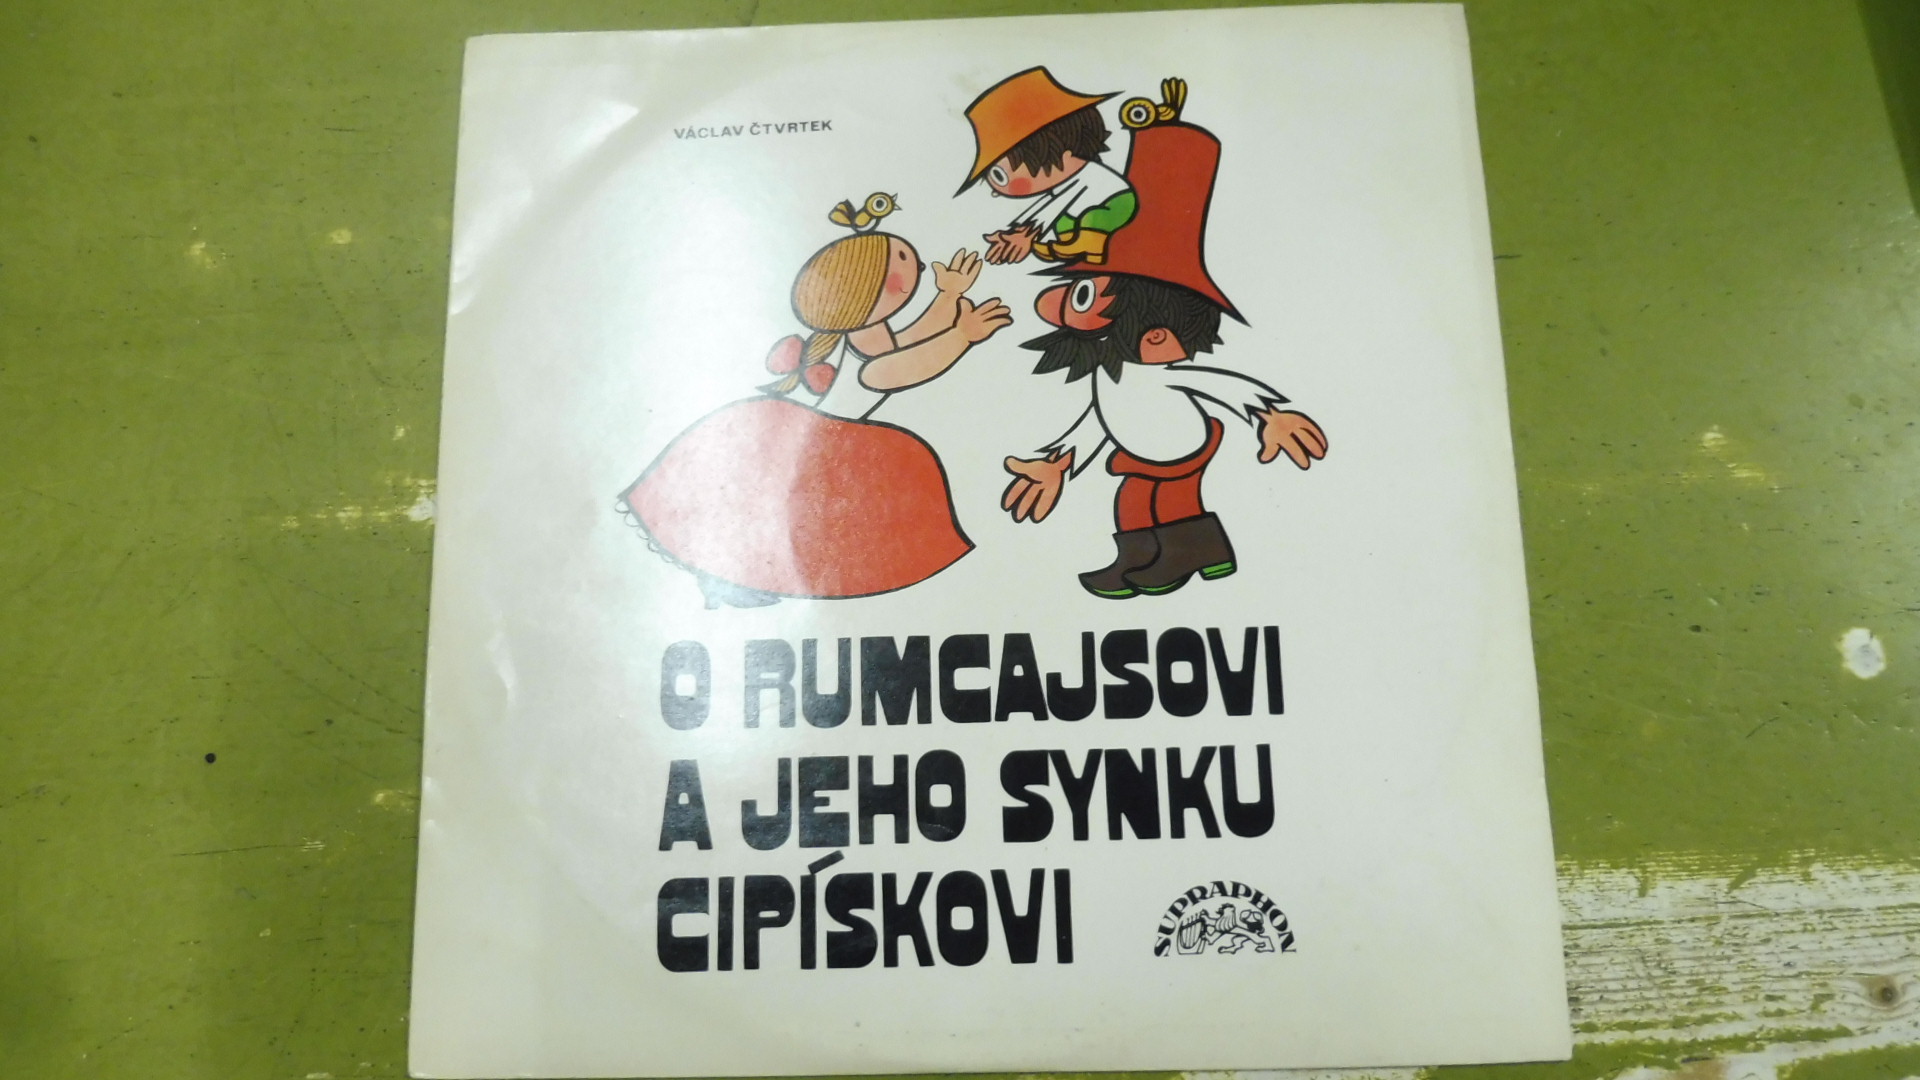 VÁCLAV ČTVRTEK
O RUMCAJSOVI
A JEHO SYNKU
CIPÍSKOVI
SUPRAPHON